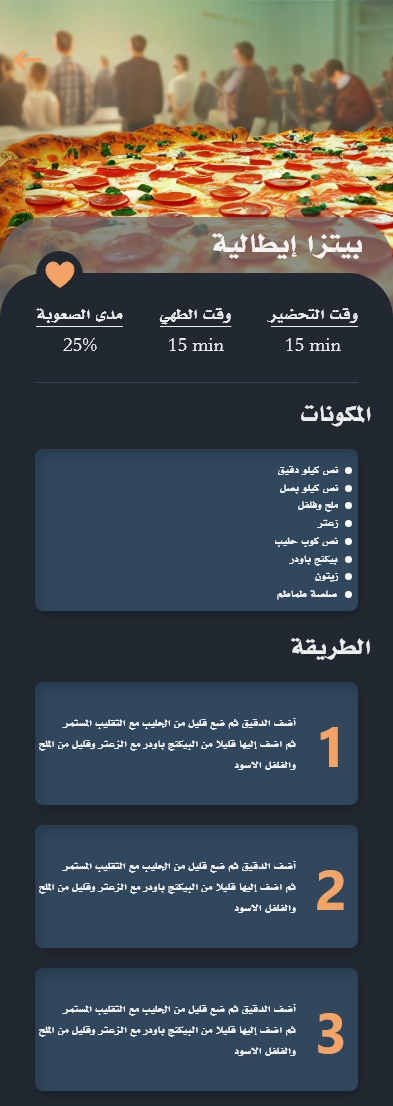 بيتزا إيطالية
وقت التحضير
وقت الطهي
مدى الصعوبة
15 min
15 min
25%
المكونات
نص كيلو دقيق
نص كيلو بصل
ملح وفلفل
زعتر
نص كوب حليب
بيكنج باودر
زيتون
صلصة طماطم
الطريقة
1
أضف الدقيق ثم ضع قليل من الحليب مع التقليب المستمر
ثم اضف إليها قليلا من البيكنج باودر مع الزعتر وقليل من الملح
والفلفل الاسود
2
أضف الدقيق ثم ضع قليل من الحليب مع التقليب المستمر
ثم اضف إليها قليلا من البيكنج باودر مع الزعتر وقليل من الملح
والفلفل الاسود
3
أضف الدقيق ثم ضع قليل من الحليب مع التقليب المستمر
ثم اضف إليها قليلا من البيكنج باودر مع الزعتر وقليل من الملح
والفلفل الاسود